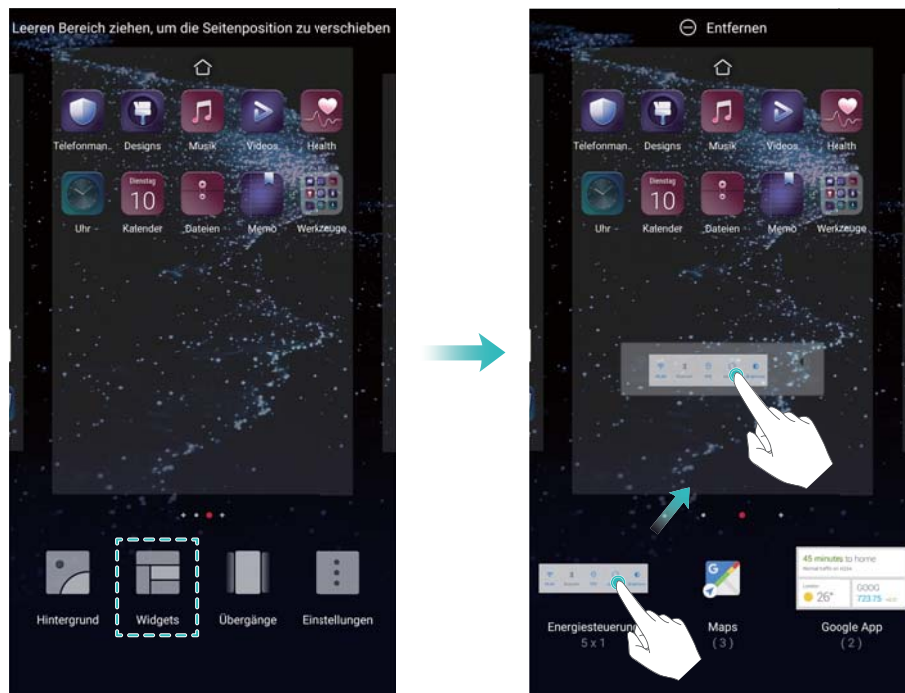 Leeren Bereich ziehen, um die Seitenposition zu verschieben
Telefonman.. Designs Musik Videos Health
Dienstag
10
Uhr Kalender Dateien Memo Werkzeuge
Hintergrund Widgets Übergänge Einstellungen
Entfernen
Telefonman.. Designs Musik Videos Health
Dienstag
10
Uhr Kalender Dateien Memo Werkzeuge
45 minutes to home
London
26°
GOOG
723.75
Energiesteuerun Maps Google App
5 x 1 (3) (2)